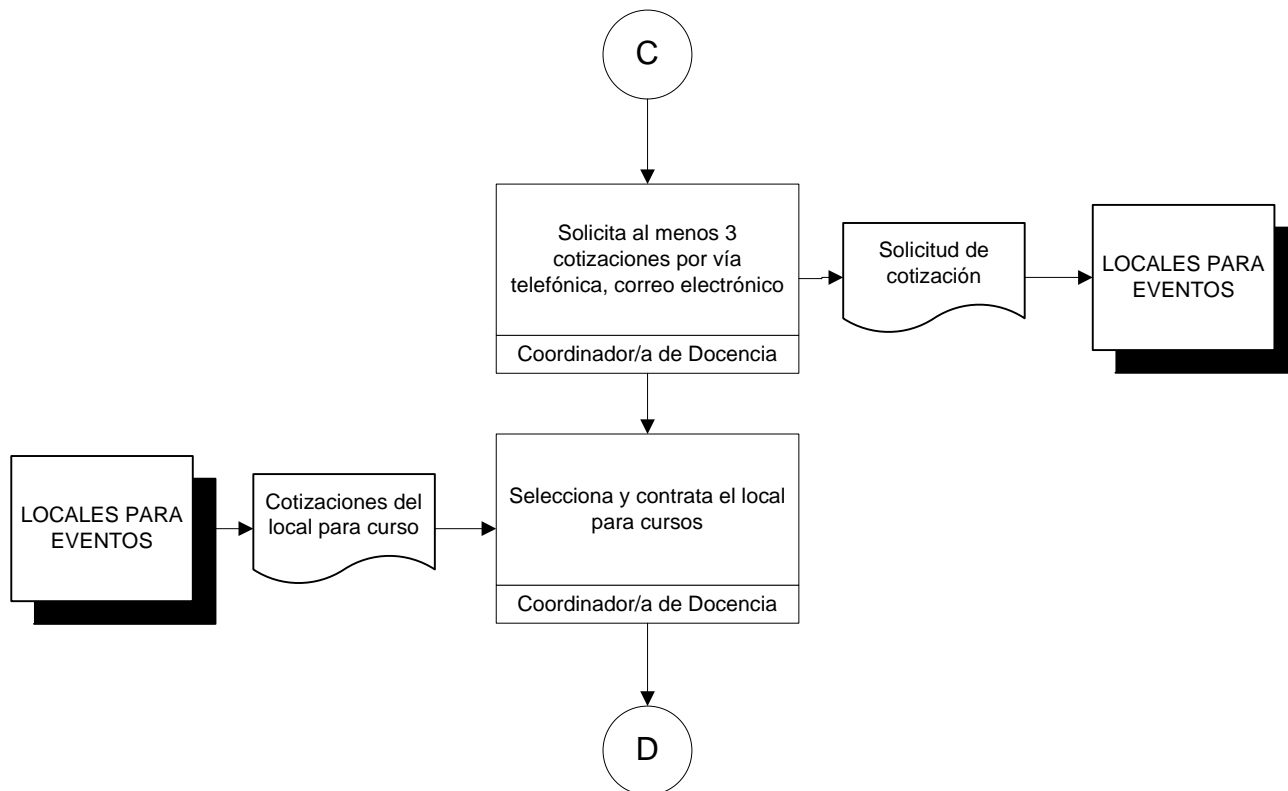 C
Solicita al menos 3
cotizaciones por vía
telefónica, correo electrónico
Coordinador/a de Docencia
Solicitud de
cotización
LOCALES PARA
EVENTOS
LOCALES PARA
EVENTOS
Cotizaciones del
local para curso
Selecciona y contrata el local
para cursos
Coordinador/a de Docencia
D